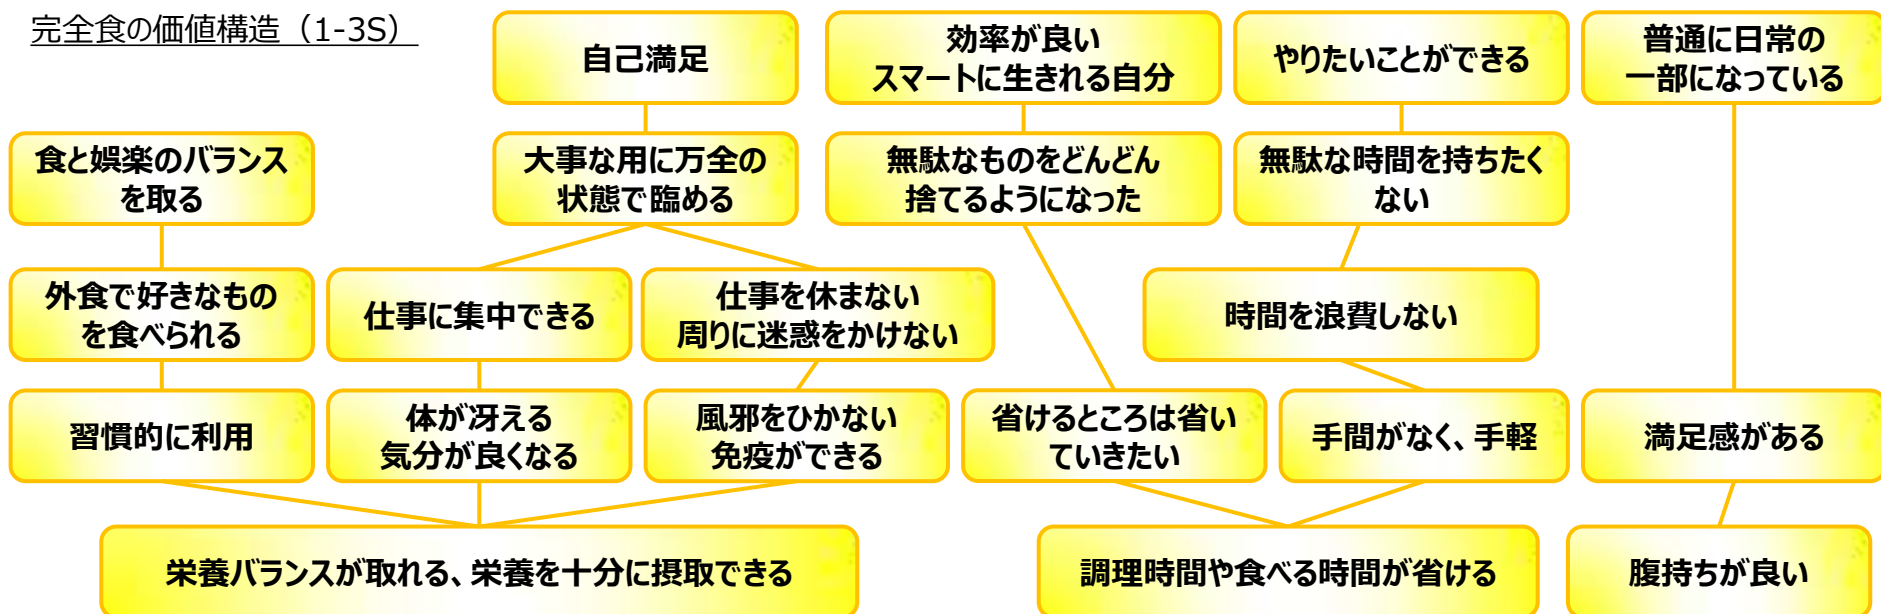 完全食の価値構造（1-3S）
自己満足
効率が良い
スマートに生きれる自分
やりたいことができる
普通に日常の
一部になっている
食と娯楽のバランス
を取る
大事な用に万全の
状態で臨める
無駄なものをどんどん
捨てるようになった
無駄な時間を持ちたく
ない
外食で好きなもの
を食べられる
仕事に集中できる
仕事を休まない
周りに迷惑をかけない
時間を浪費しない
習慣的に利用
体が冴える
気分が良くなる
風邪をひかない
免疫ができる
省けるところは省い
ていきたい
手間がなく、手軽
満足感がある
栄養バランスが取れる、栄養を十分に摂取できる
調理時間や食べる時間が省ける
腹持ちが良い